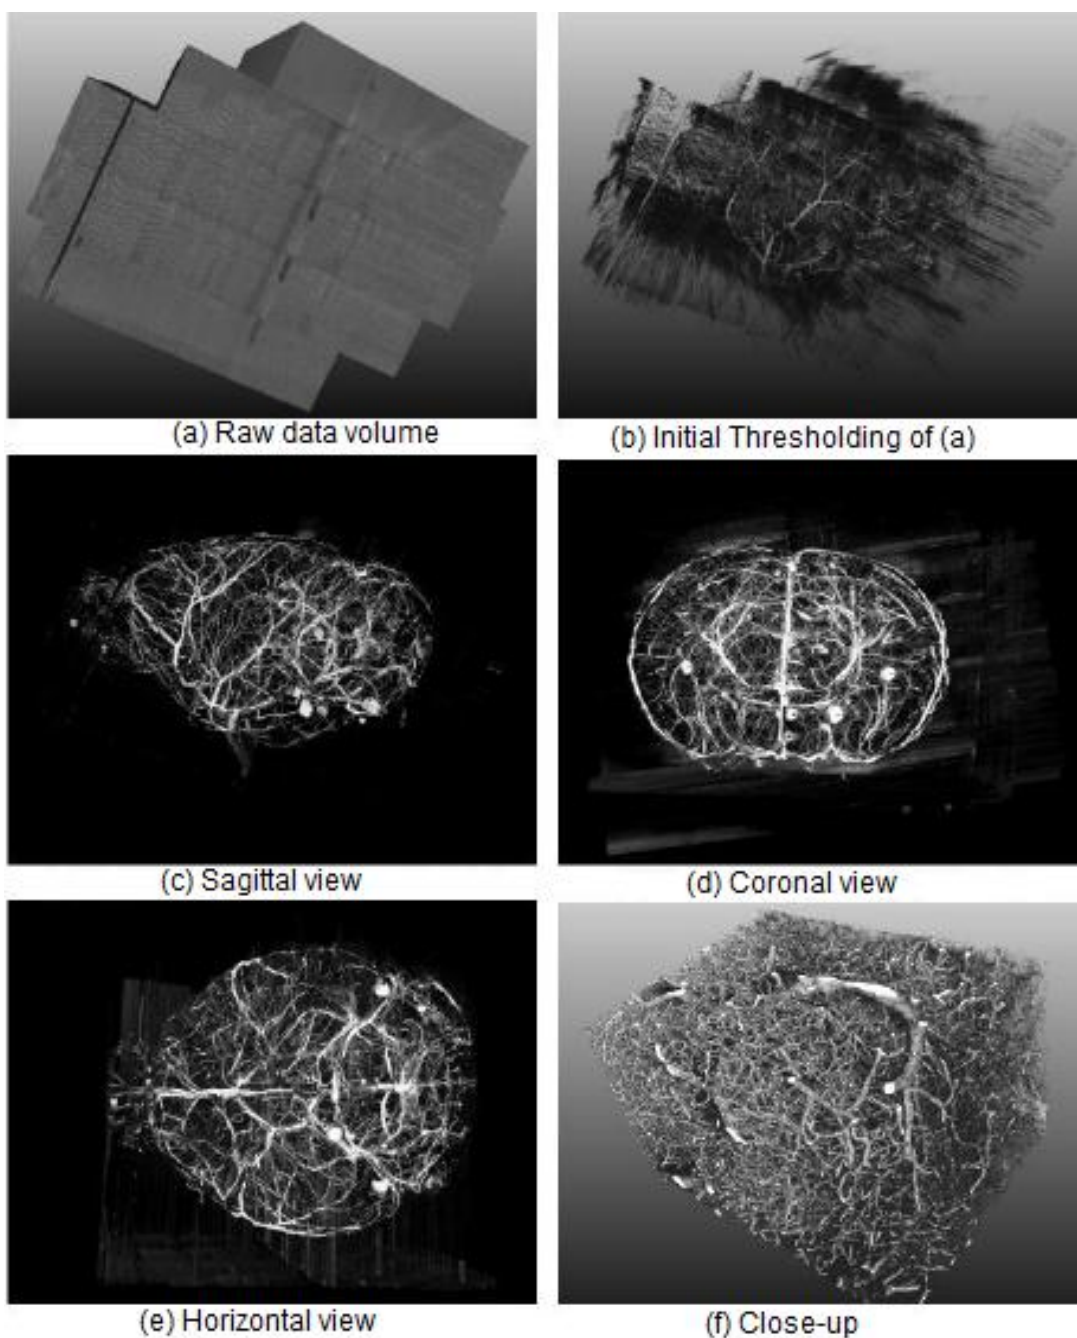 (a) Raw data volume
(b) Initial Thresholding of (a)
(c) Sagittal view
(d) Coronal view
(e) Horizontal view
(f) Close-up